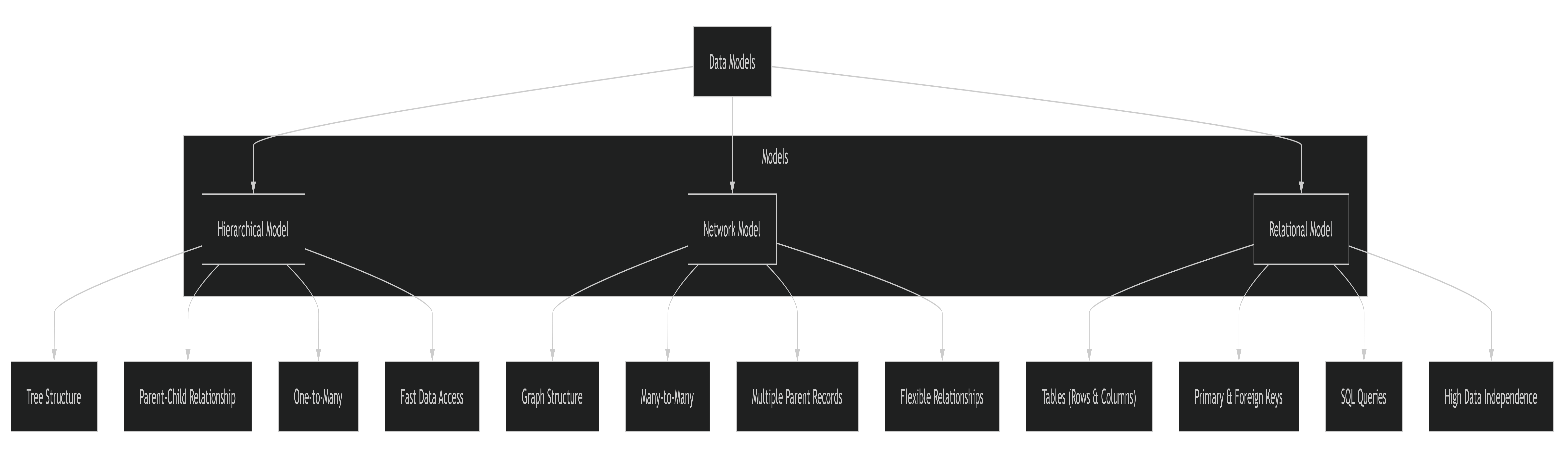 Data Models
Models
Hierarchical Model
Network Model
Relational Model
Tree Structure
Parent-Child Relationship
One-to-Many
Fast Data Access
Graph Structure
Many-to-Many
Multiple Parent Records
Flexible Relationships
Tables (Rows & Columns)
Primary & Foreign Keys
SQL Queries
High Data Independence